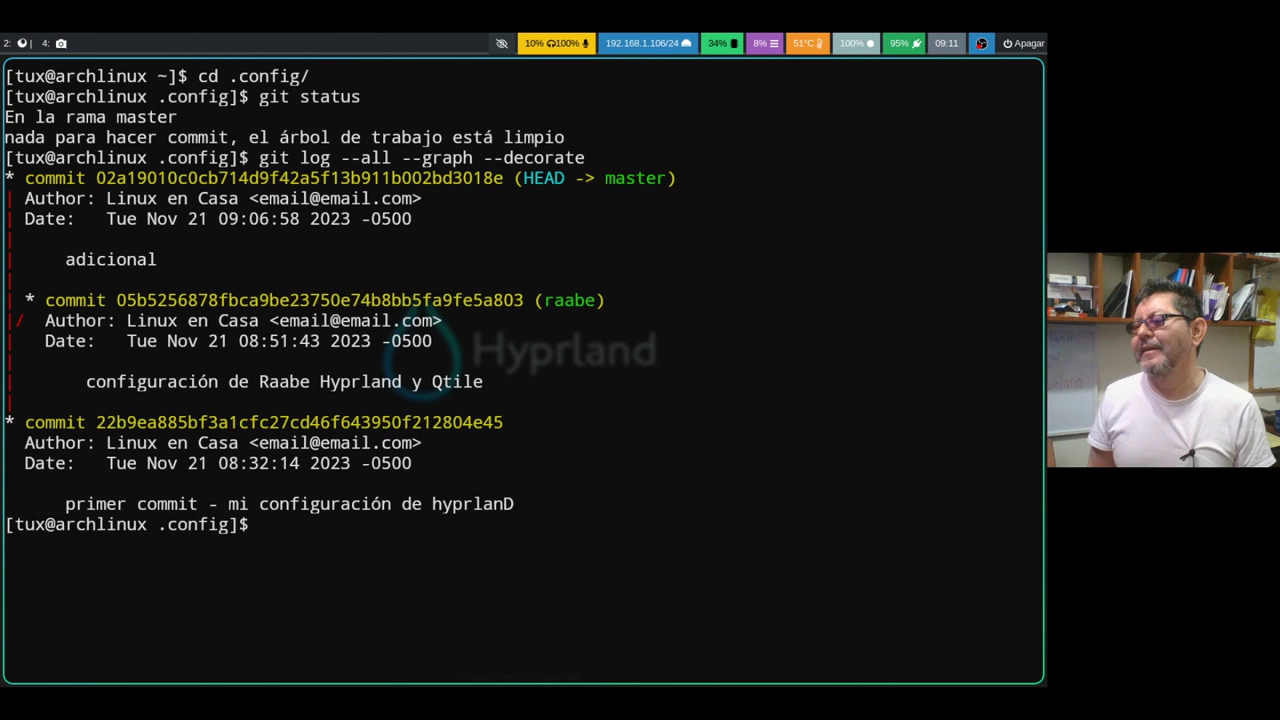 2: 4: 10% 100% 192.168.1.106/24 34% 8% 51°C 100% 95% 09:11 Apagar
[tux@archlinux ~]$ cd .config/
[tux@archlinux .config]$ git status
En la rama master
nada para hacer commit, el árbol de trabajo está limpio
[tux@archlinux .config]$ git log --all --graph --decorate
* commit 02a19010c0cb714d9f42a5f13b911b002bd3018e (HEAD -> master)
| Author: Linux en Casa <email@email.com>
| Date:   Tue Nov 21 09:06:58 2023 -0500
|
|     adicional
|
| * commit 05b5256878fbca9be23750e74b8bb5fa9fe5a803 (raabe)
|/  Author: Linux en Casa <email@email.com>
|   Date:   Tue Nov 21 08:51:43 2023 -0500
|
|       configuración de Raabe Hyprland y Qtile
|
* commit 22b9ea885bf3a1cfc27cd46f643950f212804e45
  Author: Linux en Casa <email@email.com>
  Date:   Tue Nov 21 08:32:14 2023 -0500

      primer commit - mi configuración de hyprlanD
[tux@archlinux .config]$
Hyprland